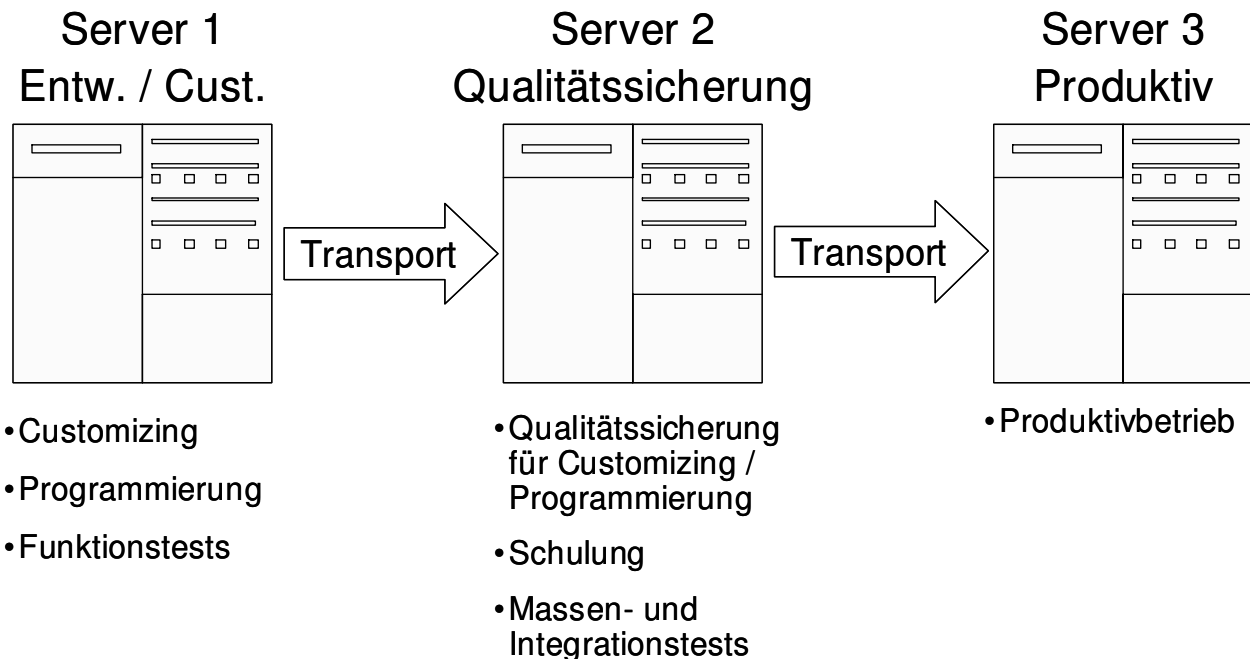 Server 1
Entw. / Cust.
Server 2
Qualitätssicherung
Server 3
Produktiv
Transport
Transport
•Customizing
•Programmierung
•Funktionstests
•Qualitätssicherung
für Customizing /
Programmierung
•Schulung
•Massen- und
Integrationstests
•Produktivbetrieb